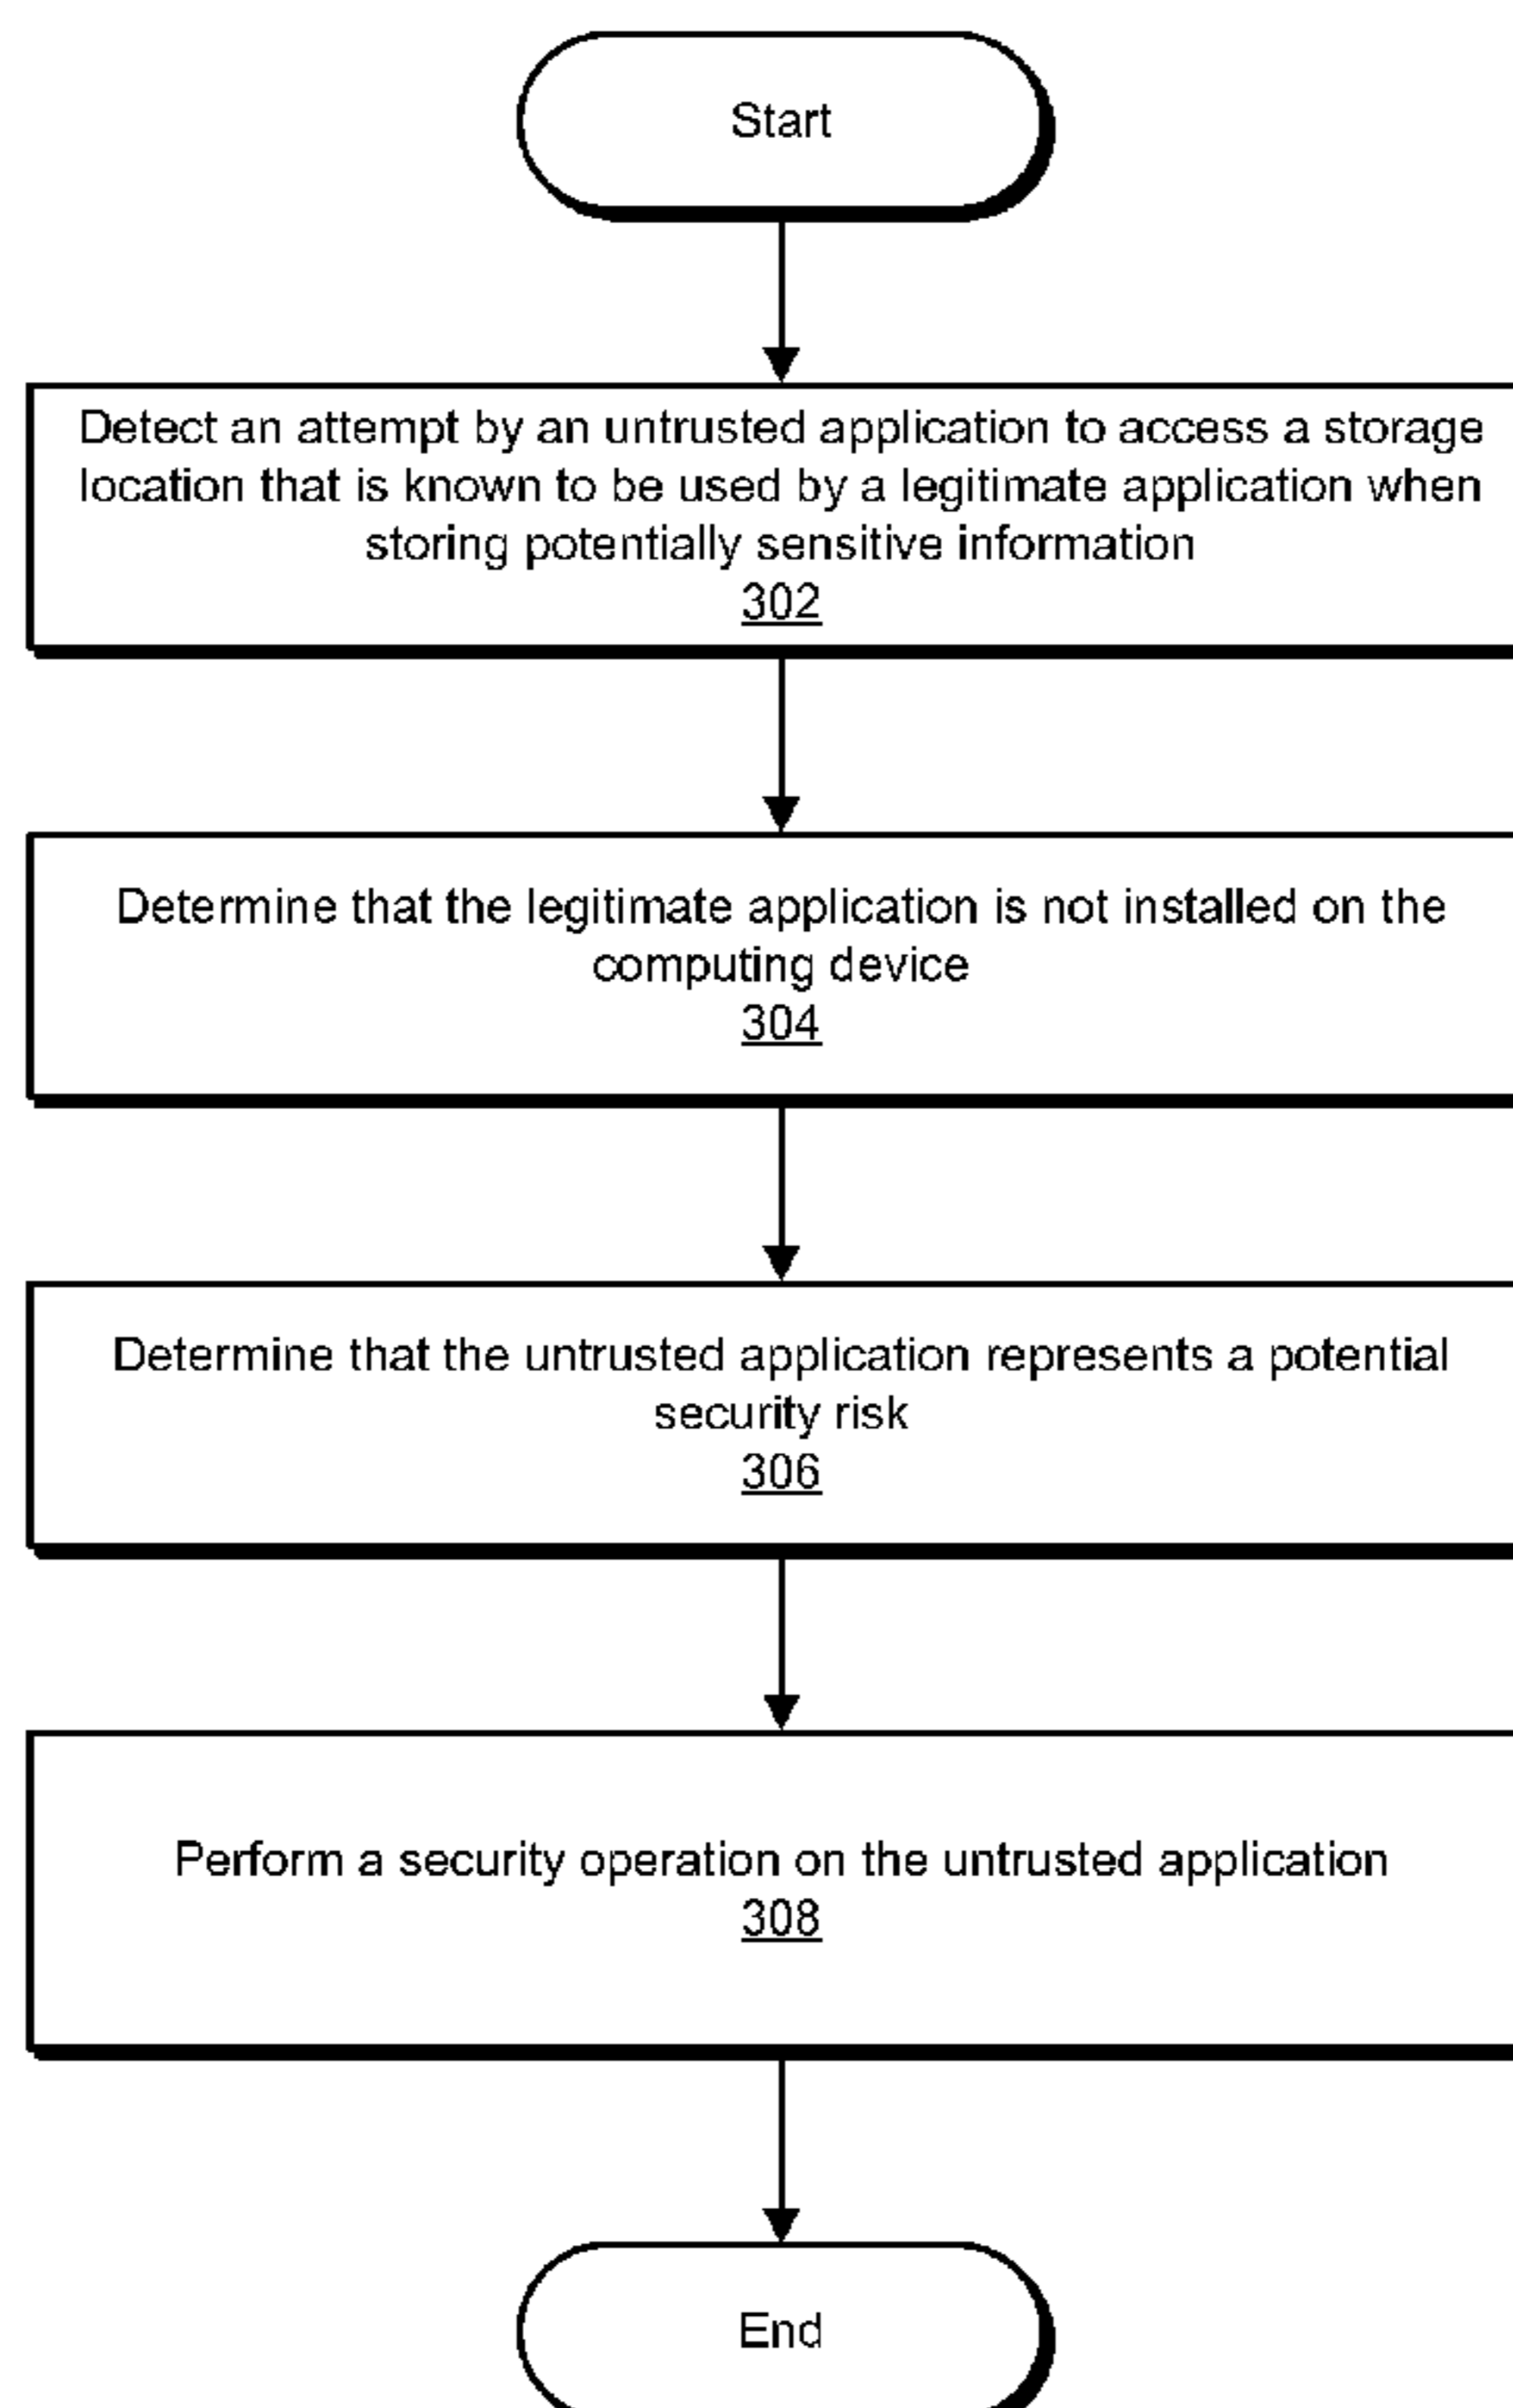 Start
Detect an attempt by an untrusted application to access a storage
location that is known to be used by a legitimate application when
storing potentially sensitive information
302
Determine that the legitimate application is not installed on the
computing device
304
Determine that the untrusted application represents a potential
security risk
306
Perform a security operation on the untrusted application
308
End